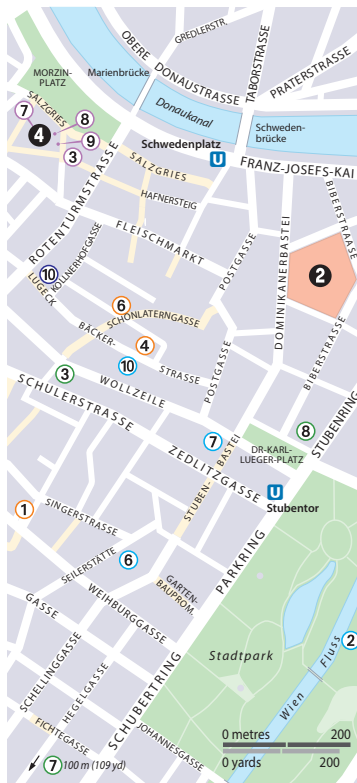 GREDLERSTR.
OBERE DONAUSTRASSE
TABORSTRASSE
PRATERSTRASSE
MORZIN-
PLATZ
Marienbrücke
Donaukanal
Schweden-
brücke
7
SALZGRIES
8
4
9
3
Schwedenplatz
U
FRANZ-JOSEFS-KAI
SALZGRIES
HAFNERSTEIG
ROTENTURMSTRASSE
FLEISCHMARKT
BIBERSTRASSE
POSTGASSE
DOMINIKANERBASTEI
2
10
KÖLLNERHOFGASSE
LUGECK
6
SCHÖNLATERNGASSE
BÄCKER-
4
10
STRASSE
POSTGASSE
BIBERSTRASSE
3
WOLLZEILE
SCHULERSTRASSE
7
8
STUBENRING
DR-KARL-
LUEGER-PLATZ
ZEDLITZGASSE
STUBEN-
BASTEI
U
Stubentor
1
SINGERSTRASSE
SEILERSTÄTTE
6
GARTEN-
BAUPROM.
PARKRING
WEIHBURGGASSE
GASSE
SCHELLINGGASSE
HEGELGASSE
SCHUBERTRING
Stadtpark
2
Wien Fluss
FICHTEGASSE
JOHANNESGASSE
7 100 m (109 yd)
0 metres 200
0 yards 200